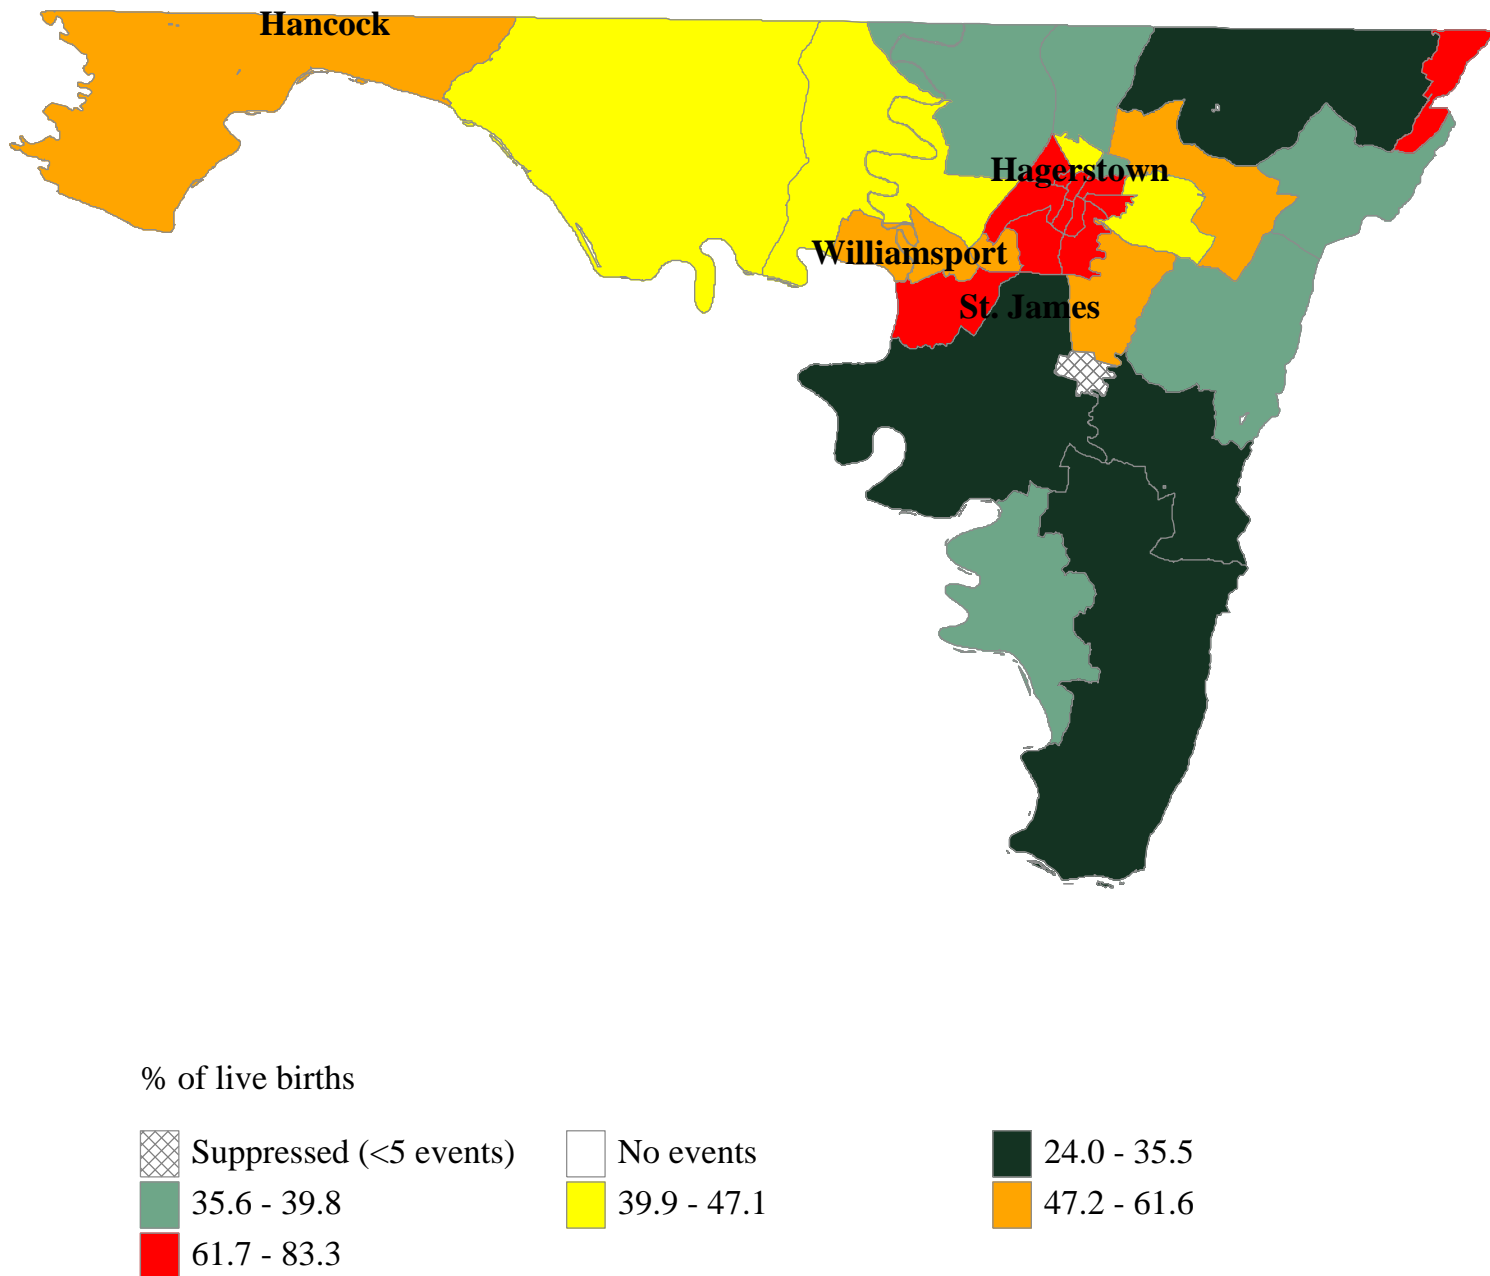 Hancock
Hagerstown
Williamsport
St. James
% of live births
Suppressed (<5 events)
No events
24.0 - 35.5
35.6 - 39.8
39.9 - 47.1
47.2 - 61.6
61.7 - 83.3